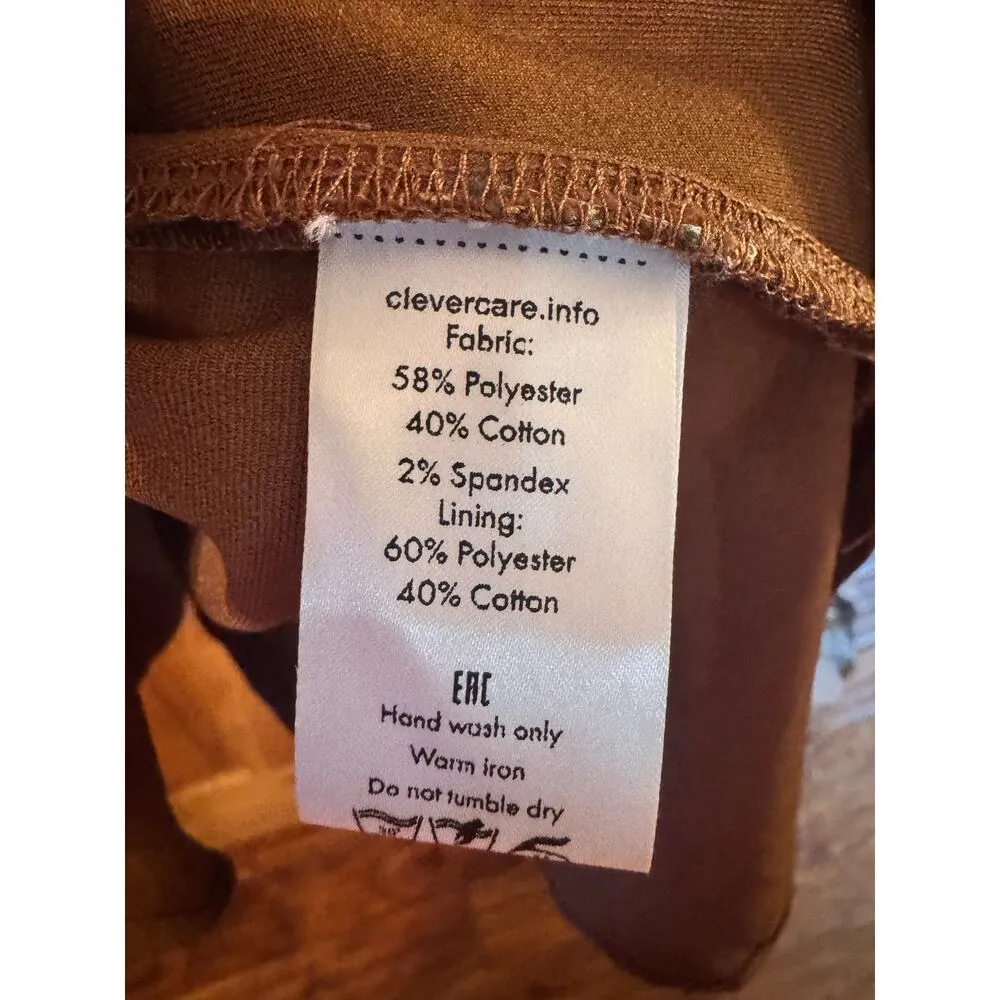 clevercare.info
Fabric:
58% Polyester
40% Cotton
2% Spandex
Lining:
60% Polyester
40% Cotton
EAC
Hand wash only
Warm iron
Do not tumble dry